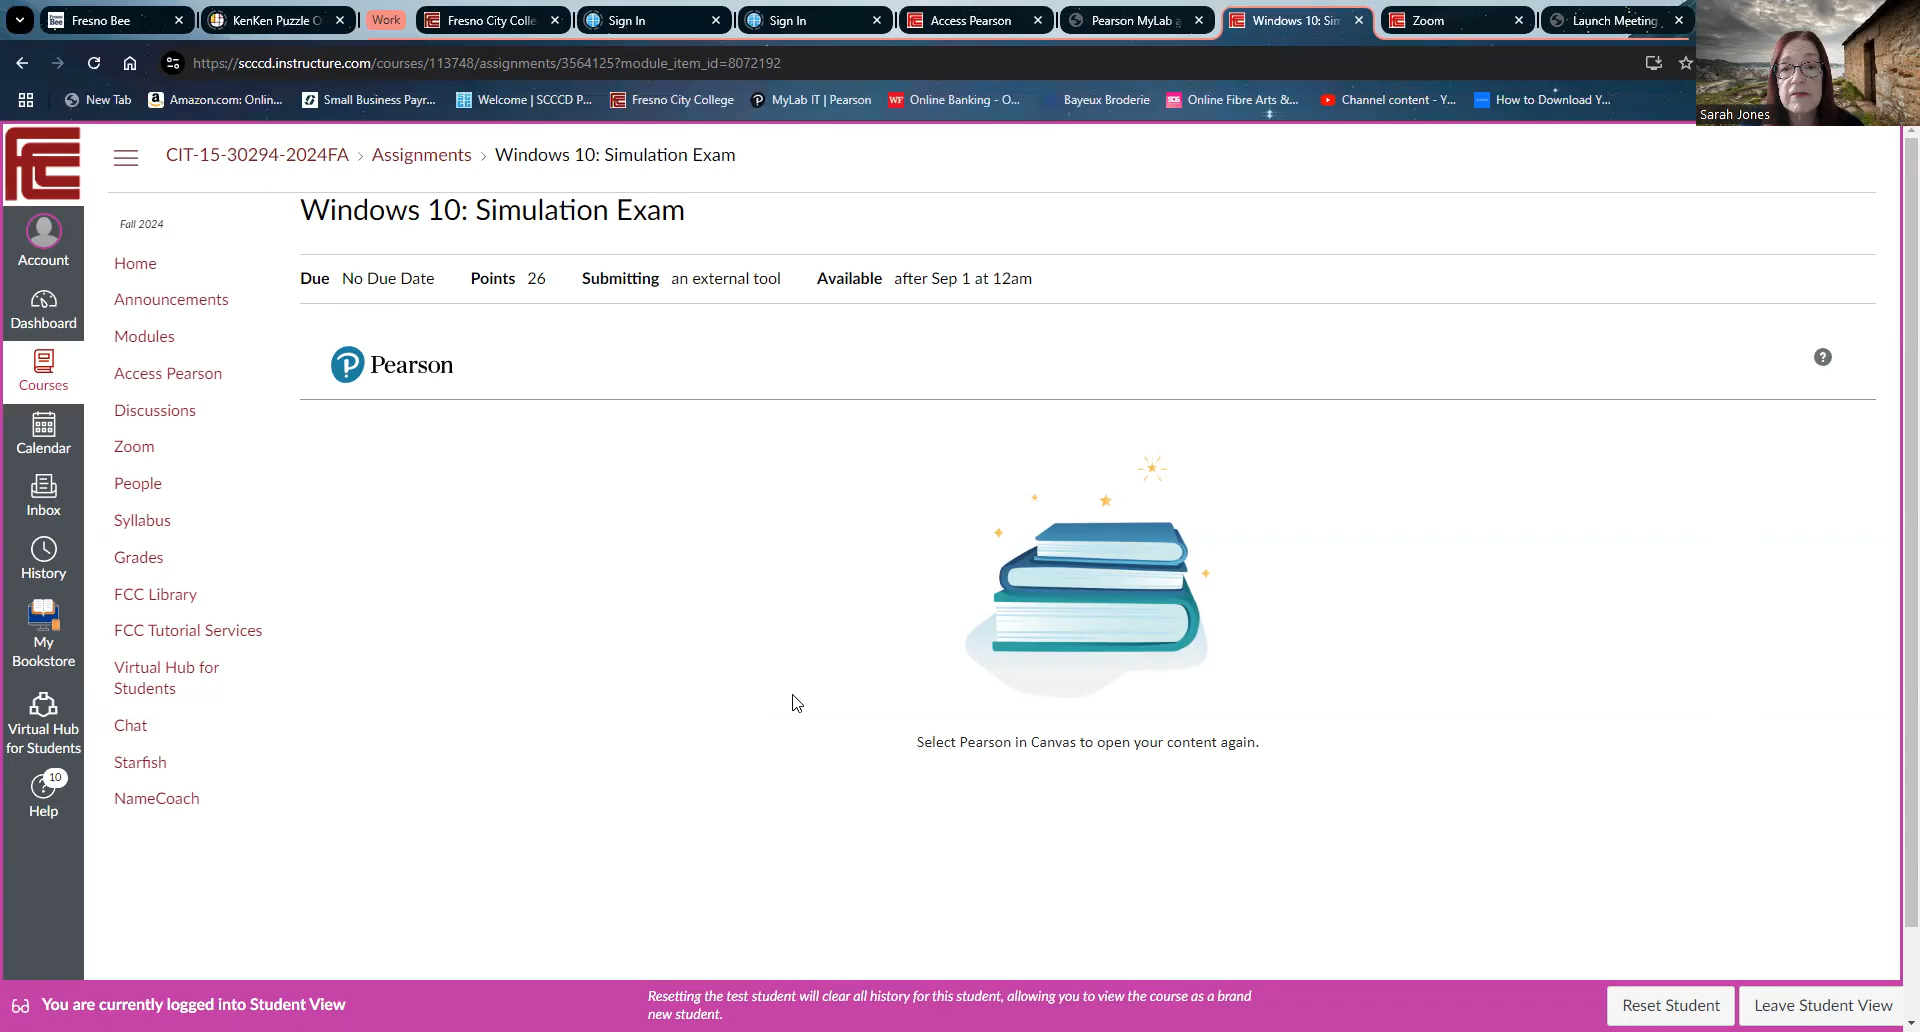 Fresno Bee
KenKen Puzzle O
Work
Fresno City Colle
Sign In
Sign In
Access Pearson
Pearson MyLab a
Windows 10: Sim
Zoom
Launch Meeting
https://scccd.instructure.com/courses/113748/assignments/3564125?module_item_id=8072192
New Tab
Amazon.com: Onlin...
Small Business Payr...
Welcome | SCCCD P...
Fresno City College
MyLab IT | Pearson
Online Banking - O...
Bayeux Broderie
Online Fibre Arts &...
Channel content - Y...
How to Download Y...
Sarah Jones
CIT-15-30294-2024FA › Assignments › Windows 10: Simulation Exam
Account
Dashboard
Courses
Calendar
Inbox
History
My
Bookstore
Virtual Hub
for Students
10
Help
Fall 2024
Home
Announcements
Modules
Access Pearson
Discussions
Zoom
People
Syllabus
Grades
FCC Library
FCC Tutorial Services
Virtual Hub for
Students
Chat
Starfish
NameCoach
Windows 10: Simulation Exam
Due No Due Date Points 26 Submitting an external tool Available after Sep 1 at 12am
Pearson
?
Select Pearson in Canvas to open your content again.
You are currently logged into Student View
Resetting the test student will clear all history for this student, allowing you to view the course as a brand
new student.
Reset Student
Leave Student View